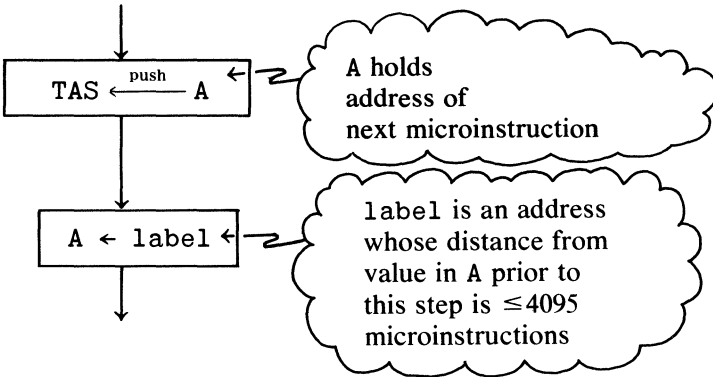 push
TAS ← A
A holds
address of
next microinstruction
A ← label
label is an address
whose distance from
value in A prior to
this step is ≤4095
microinstructions